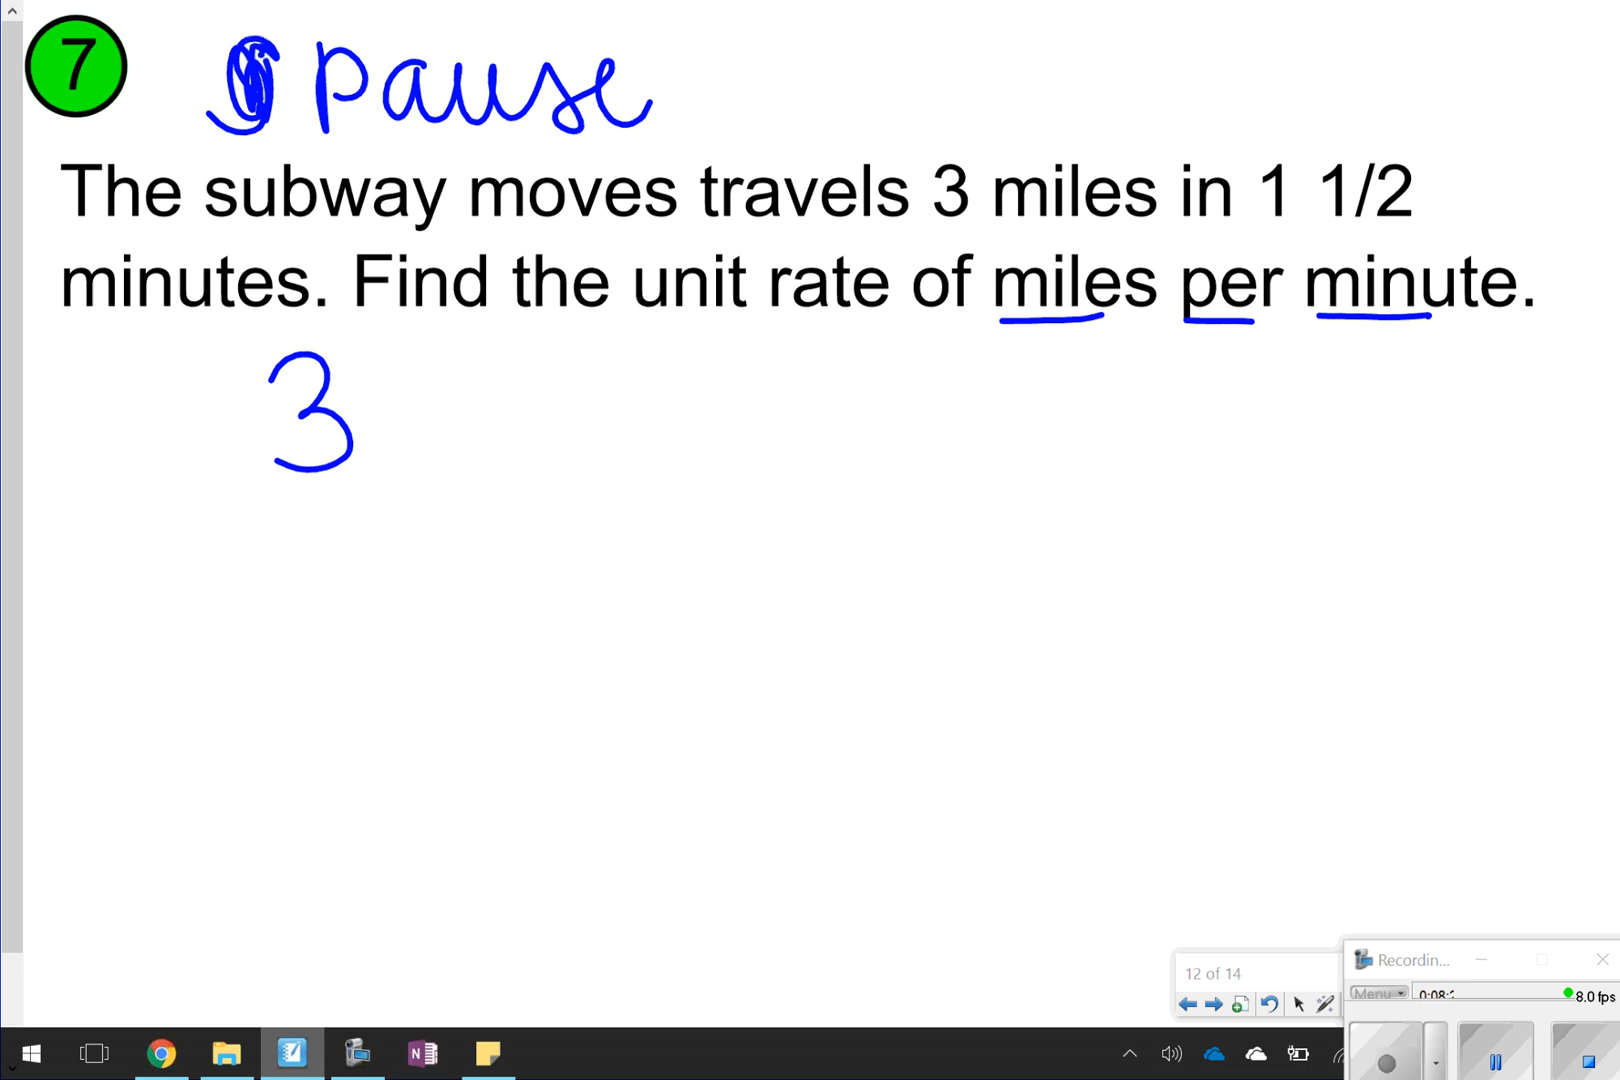 7
pause
The subway moves travels 3 miles in 1 1/2
minutes. Find the unit rate of miles per minute.
3
12 of 14
Recordin...
Menu
8.0 fps
N